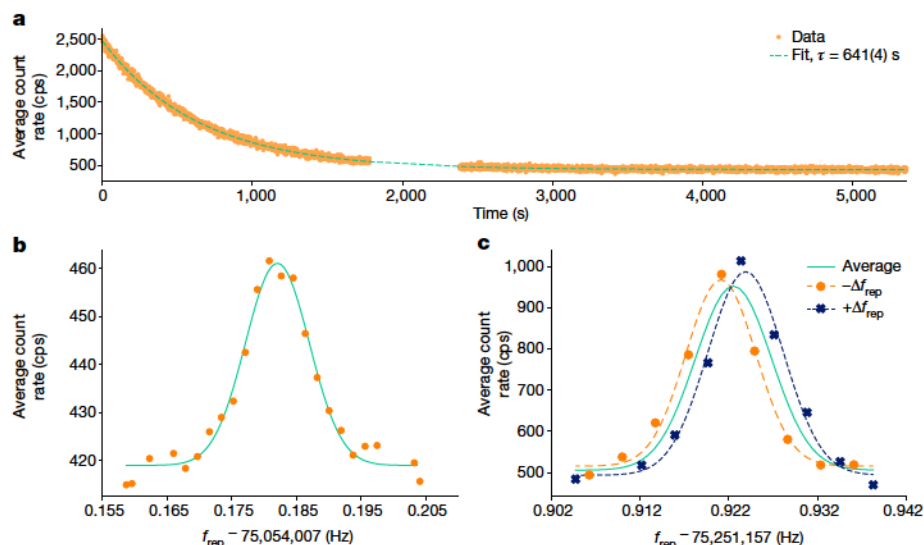 a
Average count
rate (cps)
2,500
2,000
1,500
1,000
500
0
1,000
2,000
3,000
4,000
5,000
Time (s)
Data
Fit, τ = 641(4) s
b
Average count
rate (cps)
460
450
440
430
420
0.155
0.165
0.175
0.185
0.195
0.205
f_rep − 75,054,007 (Hz)
c
Average count
rate (cps)
1,000
900
800
700
600
500
0.902
0.912
0.922
0.932
0.942
f_rep − 75,251,157 (Hz)
Average
−Δf_rep
+Δf_rep